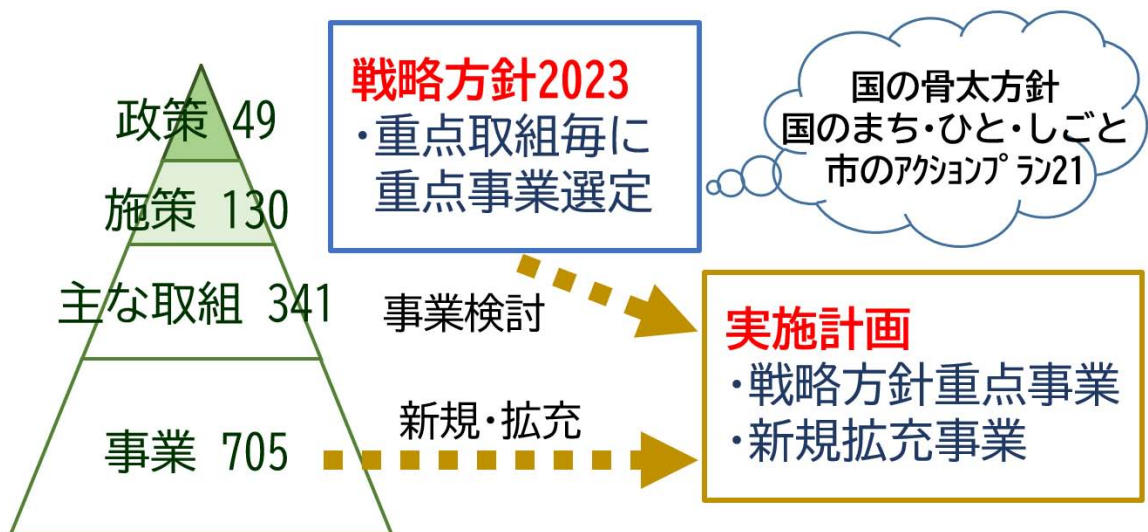 政策 49
施策 130
主な取組 341
事業 705
戦略方針2023
・重点取組毎に
重点事業選定
国の骨太方針
国のまち・ひと・しごと
市のｱｸｼｮﾝﾌﾟﾗﾝ21
事業検討
新規・拡充
実施計画
・戦略方針重点事業
・新規拡充事業